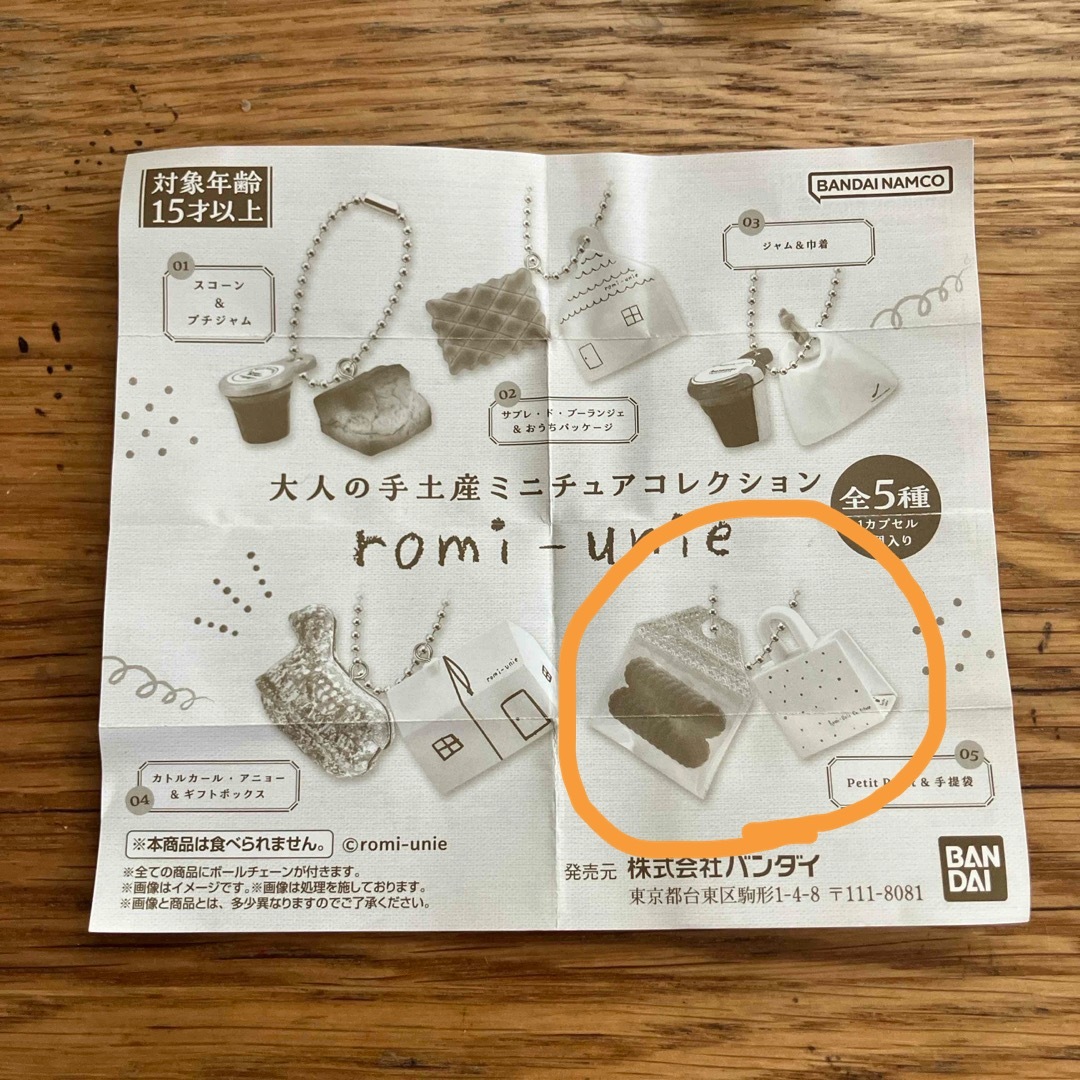 対象年齢
15才以上
BANDAI NAMCO
01
スコーン
&
プチジャム
romi-unie
02
サブレ・ド・ブーランジェ
&おうちパッケージ
03
ジャム&巾着
大人の手土産ミニチュアコレクション
romi-unie
全5種
1カプセル
入り
romi-unie
04
カトルカール・アニョー
&ギフトボックス
05
Petit & 手提袋
※本商品は食べられません。 ©romi-unie
※全ての商品にボールチェーンが付きます。
※画像はイメージです。※画像は処理を施しております。
※画像と商品とは、多少異なりますのでご了承ください。
発売元 株式会社バンダイ
東京都台東区駒形1-4-8 〒111-8081
BAN
DAI